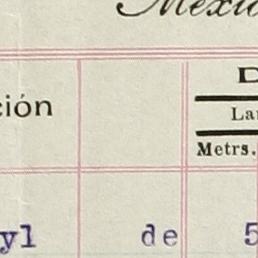 Mexic
ción
D
La
Metrs.
yl de 5